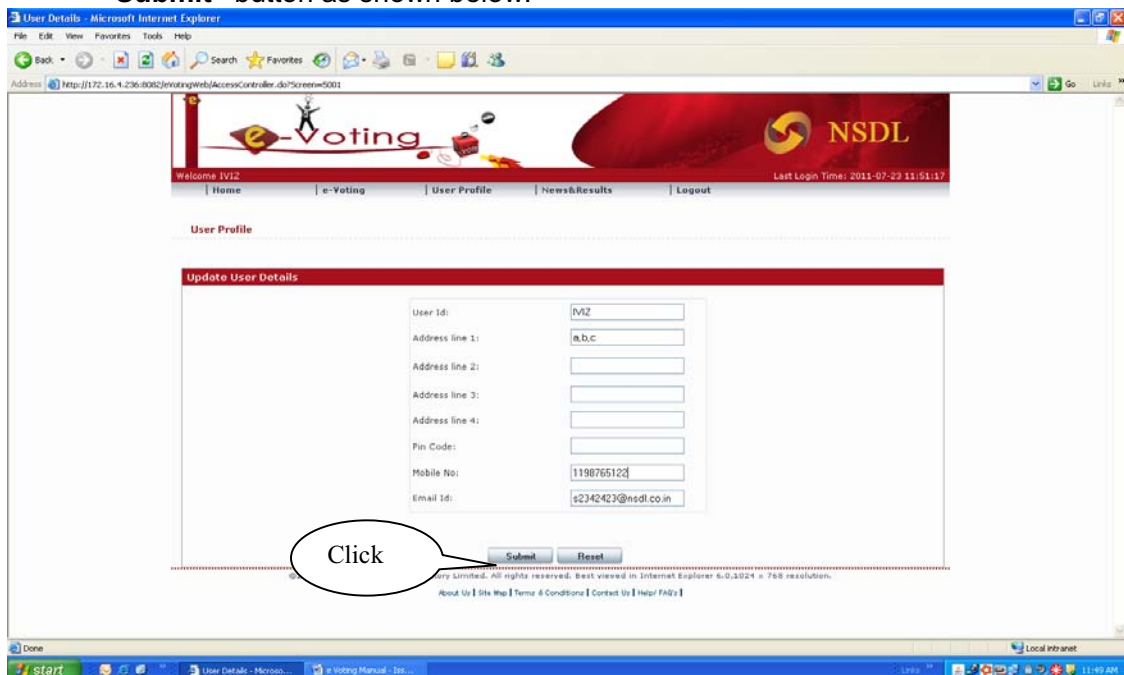 "Submit" button as shown below:
User Details - Microsoft Internet Explorer
File Edit View Favorites Tools Help
Back Search Favorites
Address http://172.16.4.236:8082/eVotingWeb/AccessController.do?Screen=5001 Go Links »
e-Voting
vote
NSDL
Welcome IVIZ Last Login Time: 2011-07-23 11:51:17
| Home | e-Voting | User Profile | News&Results | Logout
User Profile
Update User Details
User Id: IVIZ
Address line 1: a,b,c
Address line 2:
Address line 3:
Address line 4:
Pin Code:
Mobile No: 1198765122
Email Id: s2342423@nsdl.co.in
Click
Submit Reset
Limited. All rights reserved. Best viewed in Internet Explorer 6.0,1024 x 768 resolution.
About Us | Site Map | Terms & Conditions | Contact Us | Help/ FAQ's |
Done Local intranet
start » User Details - Microso... e Voting Manual - Iss... Links » 11:49 AM